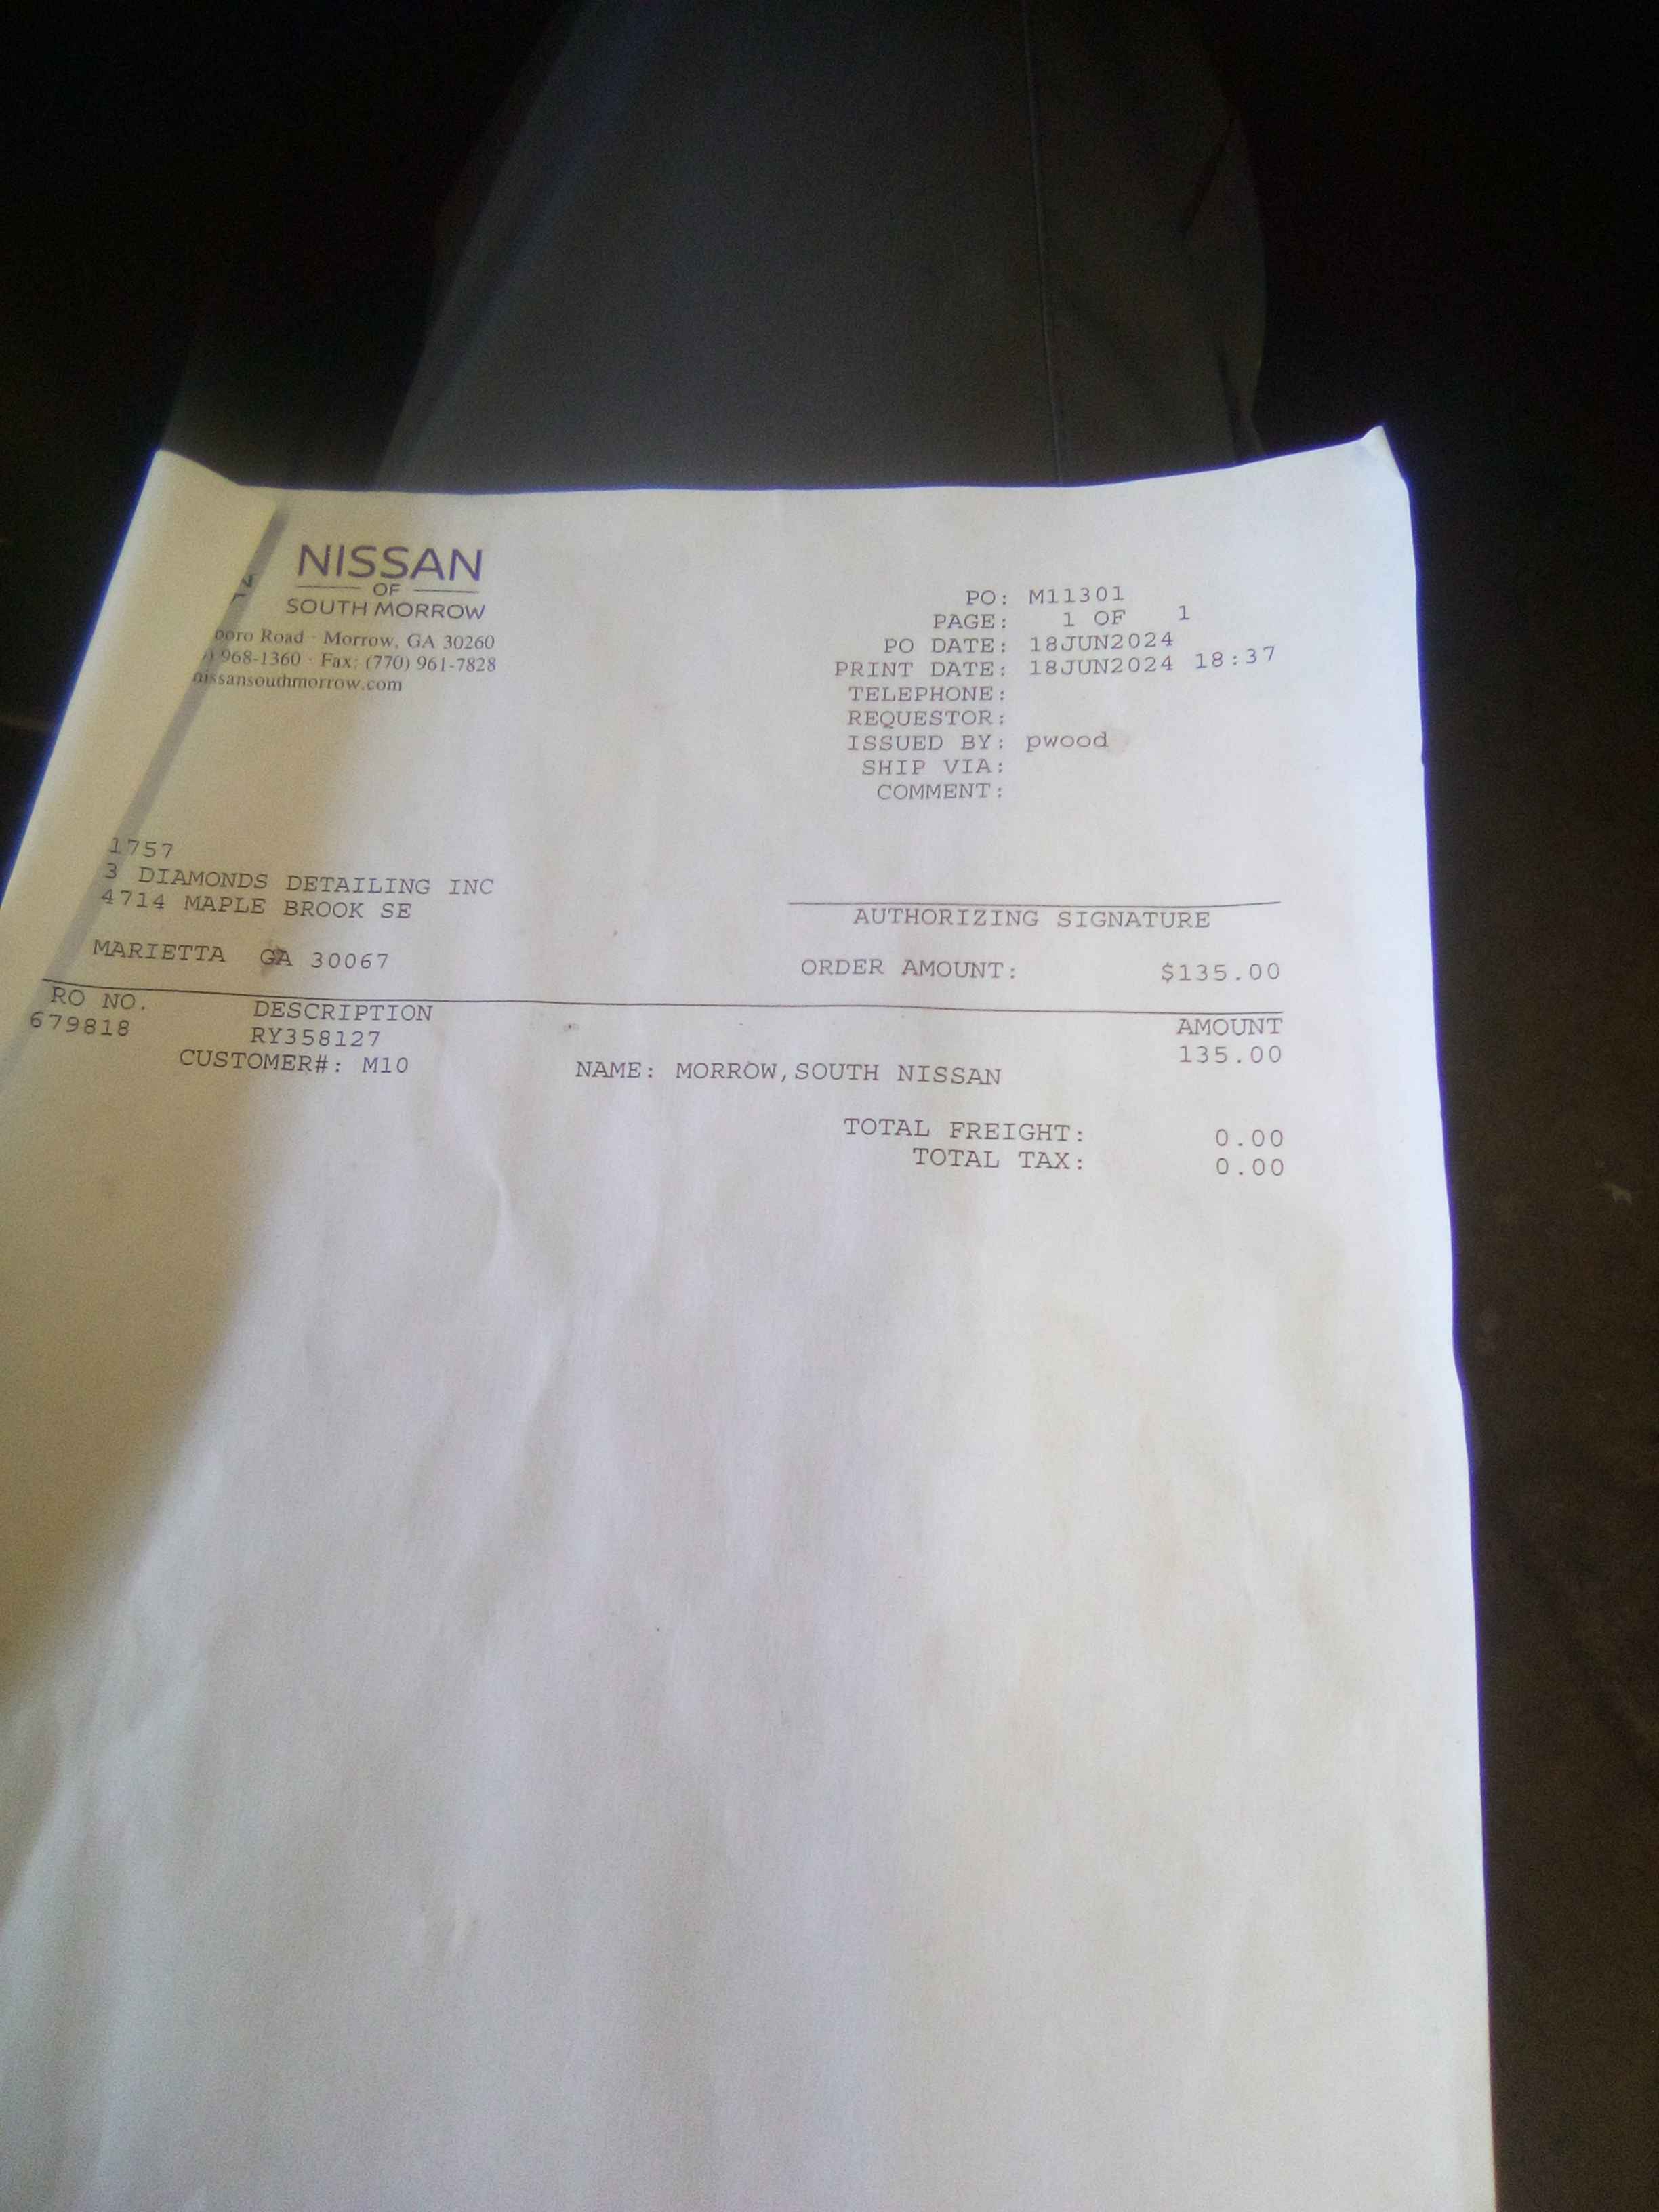 NISSAN
OF
SOUTH MORROW
Road - Morrow, GA 30260
968-1360 · Fax: (770) 961-7828
nissansouthmorrow.com
PO: M11301
PAGE: 1 OF 1
PO DATE: 18JUN2024
PRINT DATE: 18JUN2024 18:37
TELEPHONE:
REQUESTOR:
ISSUED BY: pwood
SHIP VIA:
COMMENT:
1757
3 DIAMONDS DETAILING INC
4714 MAPLE BROOK SE
MARIETTA GA 30067
AUTHORIZING SIGNATURE
ORDER AMOUNT: $135.00
RO NO. DESCRIPTION AMOUNT
679818 RY358127 135.00
CUSTOMER#: M10 NAME: MORROW,SOUTH NISSAN
TOTAL FREIGHT: 0.00
TOTAL TAX: 0.00